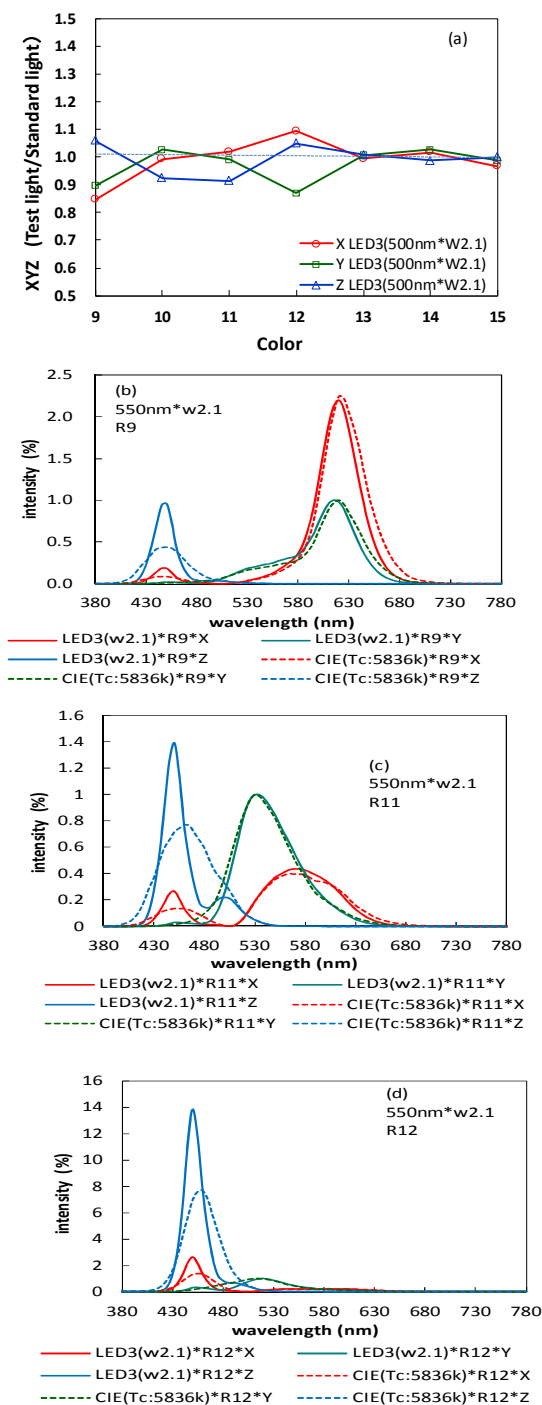 (a)
1.5
1.4
1.3
1.2
1.1
1.0
0.9
0.8
0.7
0.6
0.5
XYZ (Test light/Standard light)
X LED3(500nm*W2.1)
Y LED3(500nm*W2.1)
Z LED3(500nm*W2.1)
9 10 11 12 13 14 15
Color
(b)
550nm*w2.1
R9
2.5
2.0
1.5
1.0
0.5
0.0
intensity (%)
380 430 480 530 580 630 680 730 780
wavelength (nm)
LED3(w2.1)*R9*X LED3(w2.1)*R9*Y
LED3(w2.1)*R9*Z CIE(Tc:5836k)*R9*X
CIE(Tc:5836k)*R9*Y CIE(Tc:5836k)*R9*Z
(c)
550nm*w2.1
R11
1.6
1.4
1.2
1
0.8
0.6
0.4
0.2
0
intensity (%)
380 430 480 530 580 630 680 730 780
wavelength (nm)
LED3(w2.1)*R11*X LED3(w2.1)*R11*Y
LED3(w2.1)*R11*Z CIE(Tc:5836k)*R11*X
CIE(Tc:5836k)*R11*Y CIE(Tc:5836k)*R11*Z
(d)
550nm*w2.1
R12
16
14
12
10
8
6
4
2
0
intensity (%)
380 430 480 530 580 630 680 730 780
wavelength (nm)
LED3(w2.1)*R12*X LED3(w2.1)*R12*Y
LED3(w2.1)*R12*Z CIE(Tc:5836k)*R12*X
CIE(Tc:5836k)*R12*Y CIE(Tc:5836k)*R12*Z